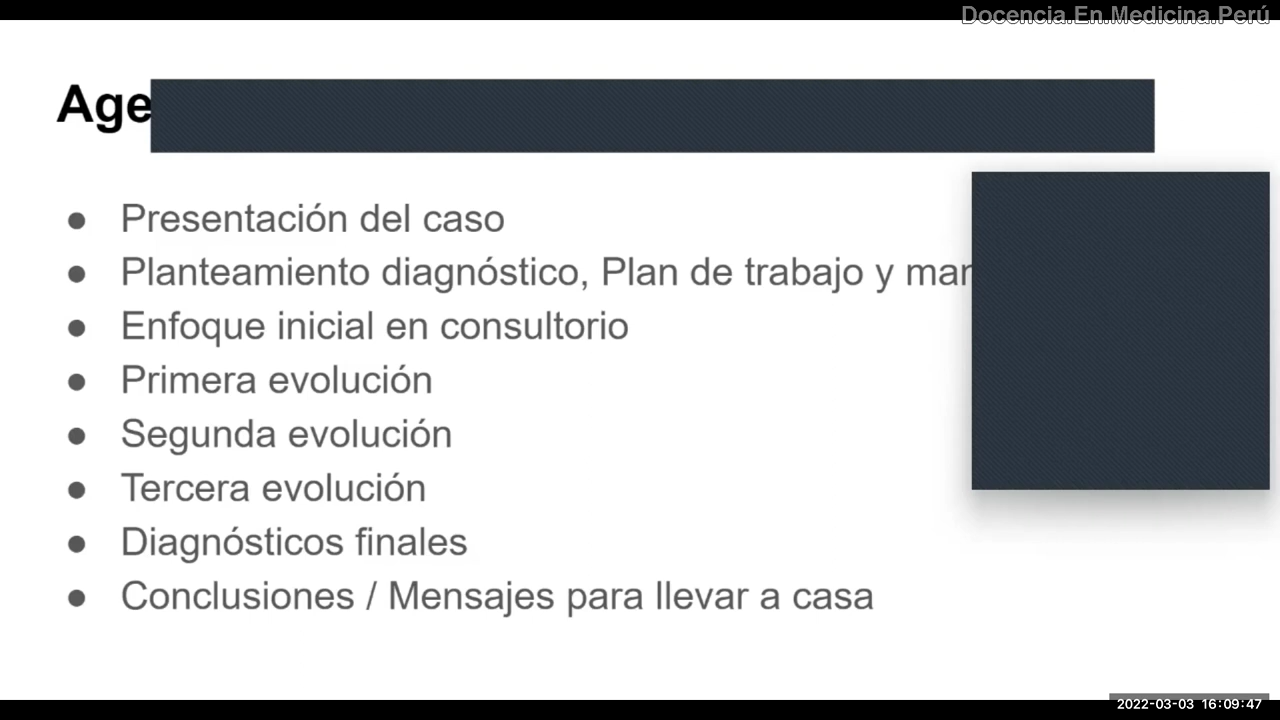 Docencia.En.Medicina.Perú
● Presentación del caso
● Planteamiento diagnóstico, Plan de trabajo y
● Enfoque inicial en consultorio
● Primera evolución
● Segunda evolución
● Tercera evolución
● Diagnósticos finales
● Conclusiones / Mensajes para llevar a casa
2022-03-03 16:09:47